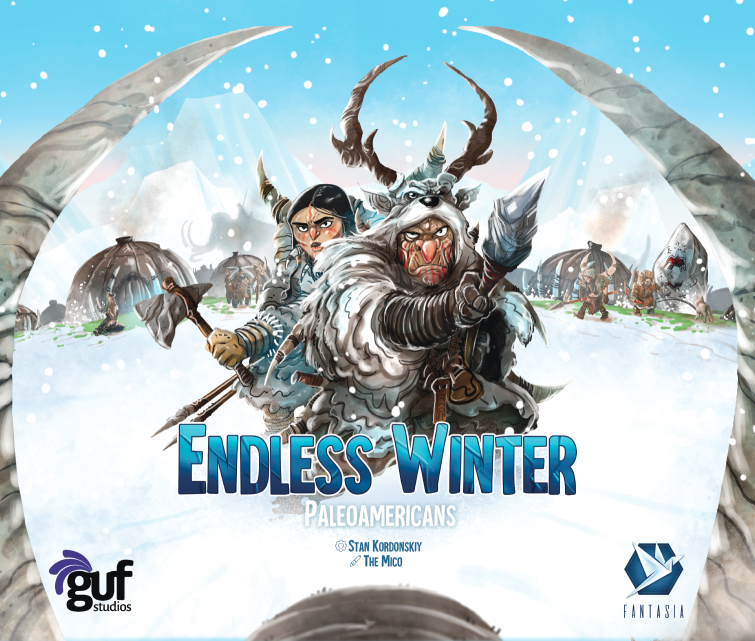 ENDLESS WINTER
PALEOAMERICANS
STAN KORDONSKIY
THE MICO
guf
studios
FANTASIA